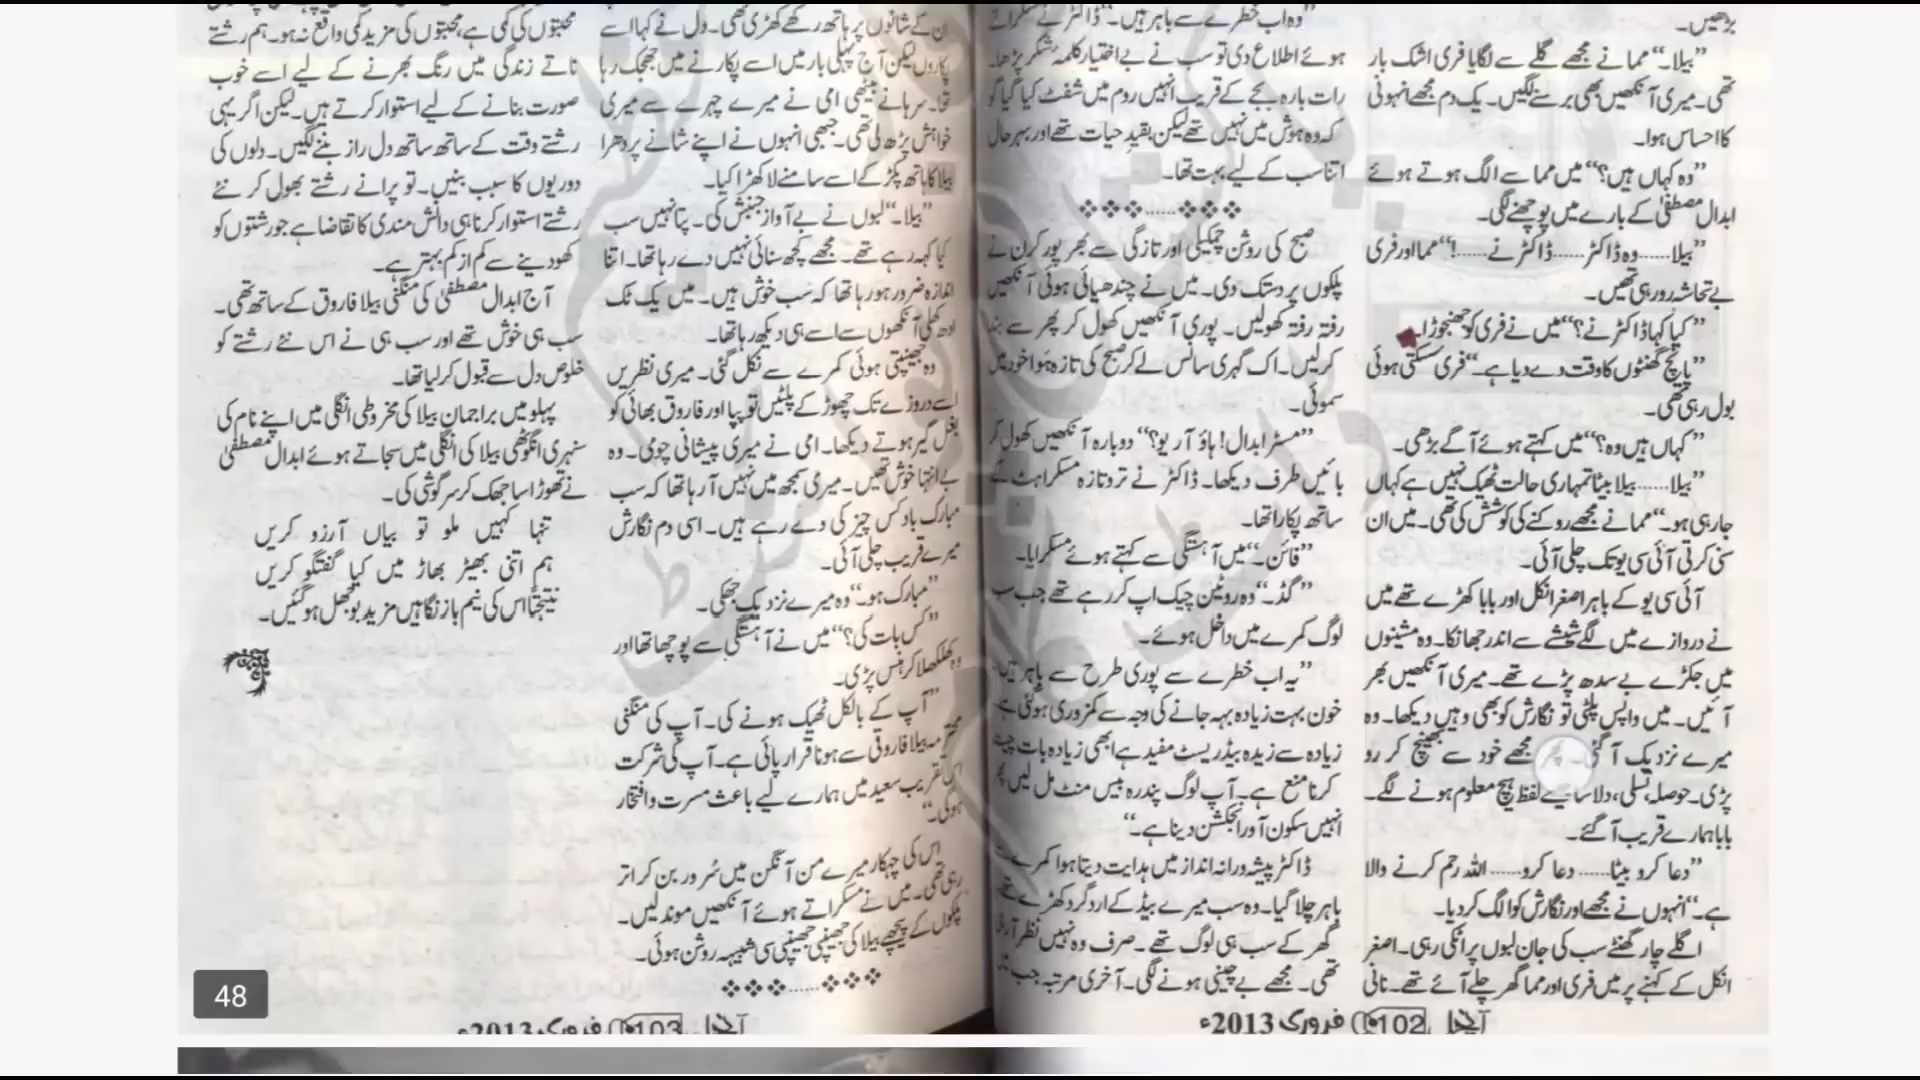 بڑھیں۔
”بیلا۔“ ممانے مجھے گلے سے لگایا فری اشک بار
تھی۔ میری آنکھیں بھی برسنے لگیں۔ یک دم مجھے انہونی
کا احساس ہوا۔
”وہ کہاں ہیں؟“ میں مما سے الگ ہوتے ہوئے
ابدال مصطفیٰ کے بارے میں پوچھنے لگی۔
”بیلا......وہ ڈاکٹر......ڈاکٹر نے......!“ مما اور فری
بے تحاشہ رو رہی تھیں۔
”کیا کہا ڈاکٹر نے؟“ میں نے فری کو جھنجوڑا۔
”پانچ گھنٹوں کا وقت دے دیا ہے۔“ فری سسکتی ہوئی
بول رہی تھی۔
”کہاں ہیں وہ؟“ میں کہتے ہوئے آگے بڑھی۔
”بیلا......بیلا بیٹا تمہاری حالت ٹھیک نہیں ہے کہاں
جا رہی ہو۔“ ممانے مجھے روکنے کی کوشش کی تھی۔ میں ان
سنی کرتی آئی سی یو تک چلی آئی۔
آئی سی یو کے باہر اصغر انکل اور بابا کھڑے تھے میں
نے دروازے میں لگے شیشے سے اندر جھانکا۔ وہ مشینوں
میں جکڑے بے سدھ پڑے تھے۔ میری آنکھیں بھر
آئیں۔ میں واپس پلٹی تو نگارش کو بھی وہیں دیکھا۔ وہ
میرے نزدیک آ گئی۔ پھر مجھے خود سے بھینچ کر رو
پڑی۔ حوصلہ، تسلی، دلاسا سبھی لفظ ہیچ معلوم ہونے لگے۔
بابا ہمارے قریب آ گئے۔
”دعا کرو بیٹا......دعا کرو......اللہ رحم کرنے والا
ہے۔“ انہوں نے مجھے اور نگارش کو الگ کر دیا۔
اگلے چار گھنٹے سب کی جان لبوں پر اٹکی رہی۔ اصغر
انکل کے کہنے پر میں فری اور مما گھر چلے آئے تھے۔ نانی
”وہ اب خطرے سے باہر ہیں۔“ ڈاکٹر نے مسکراتے
ہوئے اطلاع دی تو سب نے بے اختیار کلمہ شکر پڑھا۔
رات بارہ بجے کے قریب انہیں روم میں شفٹ کیا گیا گو
کہ وہ ہوش میں نہیں تھے لیکن بقید حیات تھے اور بہر حال
اتنا سب کے لیے بہت تھا۔
❖❖❖......❖❖❖
صبح کی روشن چمکیلی اور تازگی سے بھر پور کرن نے
پلکوں پر دستک دی۔ میں نے چندھیائی ہوئی آنکھیں
رفتہ رفتہ کھولیں۔ پوری آنکھیں کھول کر پھر سے بند
کر لیں۔ اک گہری سانس لے کر صبح کی تازہ ہوا خود میں
سموئی۔
”مسٹر ابدال! ہاؤ آر یو؟“ دوبارہ آنکھیں کھول کر
بائیں طرف دیکھا۔ ڈاکٹر نے تر و تازہ مسکراہٹ کے
ساتھ پکارا تھا۔
”فائن۔“ میں آہستگی سے کہتے ہوئے مسکرایا۔
”گڈ۔“ وہ روٹین چیک اپ کر رہے تھے جب سب
لوگ کمرے میں داخل ہوئے۔
”یہ اب خطرے سے پوری طرح سے باہر ہیں۔
خون بہت زیادہ بہہ جانے کی وجہ سے کمزوری ہو گئی ہے
زیادہ سے زیدہ بیڈ ریسٹ مفید ہے ابھی زیادہ بات چیت
کرنا منع ہے۔ آپ لوگ پندرہ بیس منٹ مل لیں پھر
انہیں سکون آور انجکشن دینا ہے۔“
ڈاکٹر پیشہ ورانہ انداز میں ہدایت دیتا ہوا کمرے سے
باہر چلا گیا۔ وہ سب میرے بیڈ کے ارد گرد کھڑے تھے
گھر کے سب ہی لوگ تھے۔ صرف وہ نہیں نظر آ رہی
تھی۔ مجھے بے چینی ہونے لگی۔ آخری مرتبہ جب
آنچل 102 فروری 2013ء
ان کے شانوں پر ہاتھ رکھے کھڑی تھی۔ دل نے کہا اسے
پکاروں لیکن آج پہلی بار میں اسے پکارنے میں جھجک رہا
تھا۔ سرہانے بیٹھی امی نے میرے چہرے سے میری
خواہش پڑھ لی تھی۔ جبھی انہوں نے اپنے شانے پر دھرا
بیلا کا ہاتھ پکڑ کے اسے سامنے لا کھڑا کیا۔
”بیلا۔“ لبوں نے بے آواز جنبش کی۔ پتا نہیں سب
کیا کہہ رہے تھے۔ مجھے کچھ سنائی نہیں دے رہا تھا۔ اتنا
اندازہ ضرور ہو رہا تھا کہ سب خوش ہیں۔ میں یک ٹک
ادھ کھلی آنکھوں سے اسے ہی دیکھ رہا تھا۔
وہ جھینپتی ہوئی کمرے سے نکل گئی۔ میری نظریں
اسے دروازے تک چھوڑ کے پلٹیں تو پپا اور فاروق بھائی کو
بغل گیر ہوتے دیکھا۔ امی نے میری پیشانی چومی۔ وہ
بے انتہا خوش تھیں۔ میری سمجھ میں نہیں آ رہا تھا کہ سب
مبارک باد کس چیز کی دے رہے ہیں۔ اسی دم نگارش
میرے قریب چلی آئی۔
”مبارک ہو۔“ وہ میرے نزدیک جھکی۔
”کس بات کی؟“ میں نے آہستگی سے پوچھا تھا اور
وہ کھلکھلا کر ہنس پڑی۔
”آپ کے بالکل ٹھیک ہونے کی۔ آپ کی منگنی
محترمہ بیلا فاروقی سے ہونا قرار پائی ہے۔ آپ کی شرکت
اس تقریب سعید میں ہمارے لیے باعث مسرت و افتخار
ہو گی۔“
اس کی چہکار میرے من آنگن میں سُرور بن کر اتر
رہی تھی۔ میں نے مسکراتے ہوئے آنکھیں موند لیں۔
پلکوں کے پیچھے بیلا کی جھینپی جھینپی سی شبیہہ روشن ہوئی۔
❖❖❖......❖❖❖
محبتوں کی کمی ہے، محبتوں کی مزید کمی واقع نہ ہو۔ ہم رشتے
ناتے زندگی میں رنگ بھرنے کے لیے اسے خوب
صورت بنانے کے لیے استوار کرتے ہیں۔ لیکن اگر یہی
رشتے وقت کے ساتھ ساتھ دل راز بننے لگیں۔ دلوں کی
دوریوں کا سبب بنیں۔ تو پرانے رشتے بھول کر نئے
رشتے استوار کرنا ہی دانش مندی کا تقاضا ہے جو رشتوں کو
کھو دینے سے کم از کم بہتر ہے۔
آج ابدال مصطفیٰ کی منگنی بیلا فاروق کے ساتھ تھی۔
سب ہی خوش تھے اور سب ہی نے اس نئے رشتے کو
خلوص دل سے قبول کر لیا تھا۔
پہلو میں براجمان بیلا کی مخروطی انگلی میں اپنے نام کی
سنہری انگوٹھی بیلا کی انگلی میں سجاتے ہوئے ابدال مصطفیٰ
نے تھوڑا سا جھک کر سرگوشی کی۔
تنہا کہیں ملو تو بیاں آرزو کریں
ہم اتنی بھیڑ بھاڑ میں کیا گفتگو کریں
نتیجتاً اس کی نیم باز نگاہیں مزید بوجھل ہو گئیں۔
آنچل 103 فروری 2013ء
48